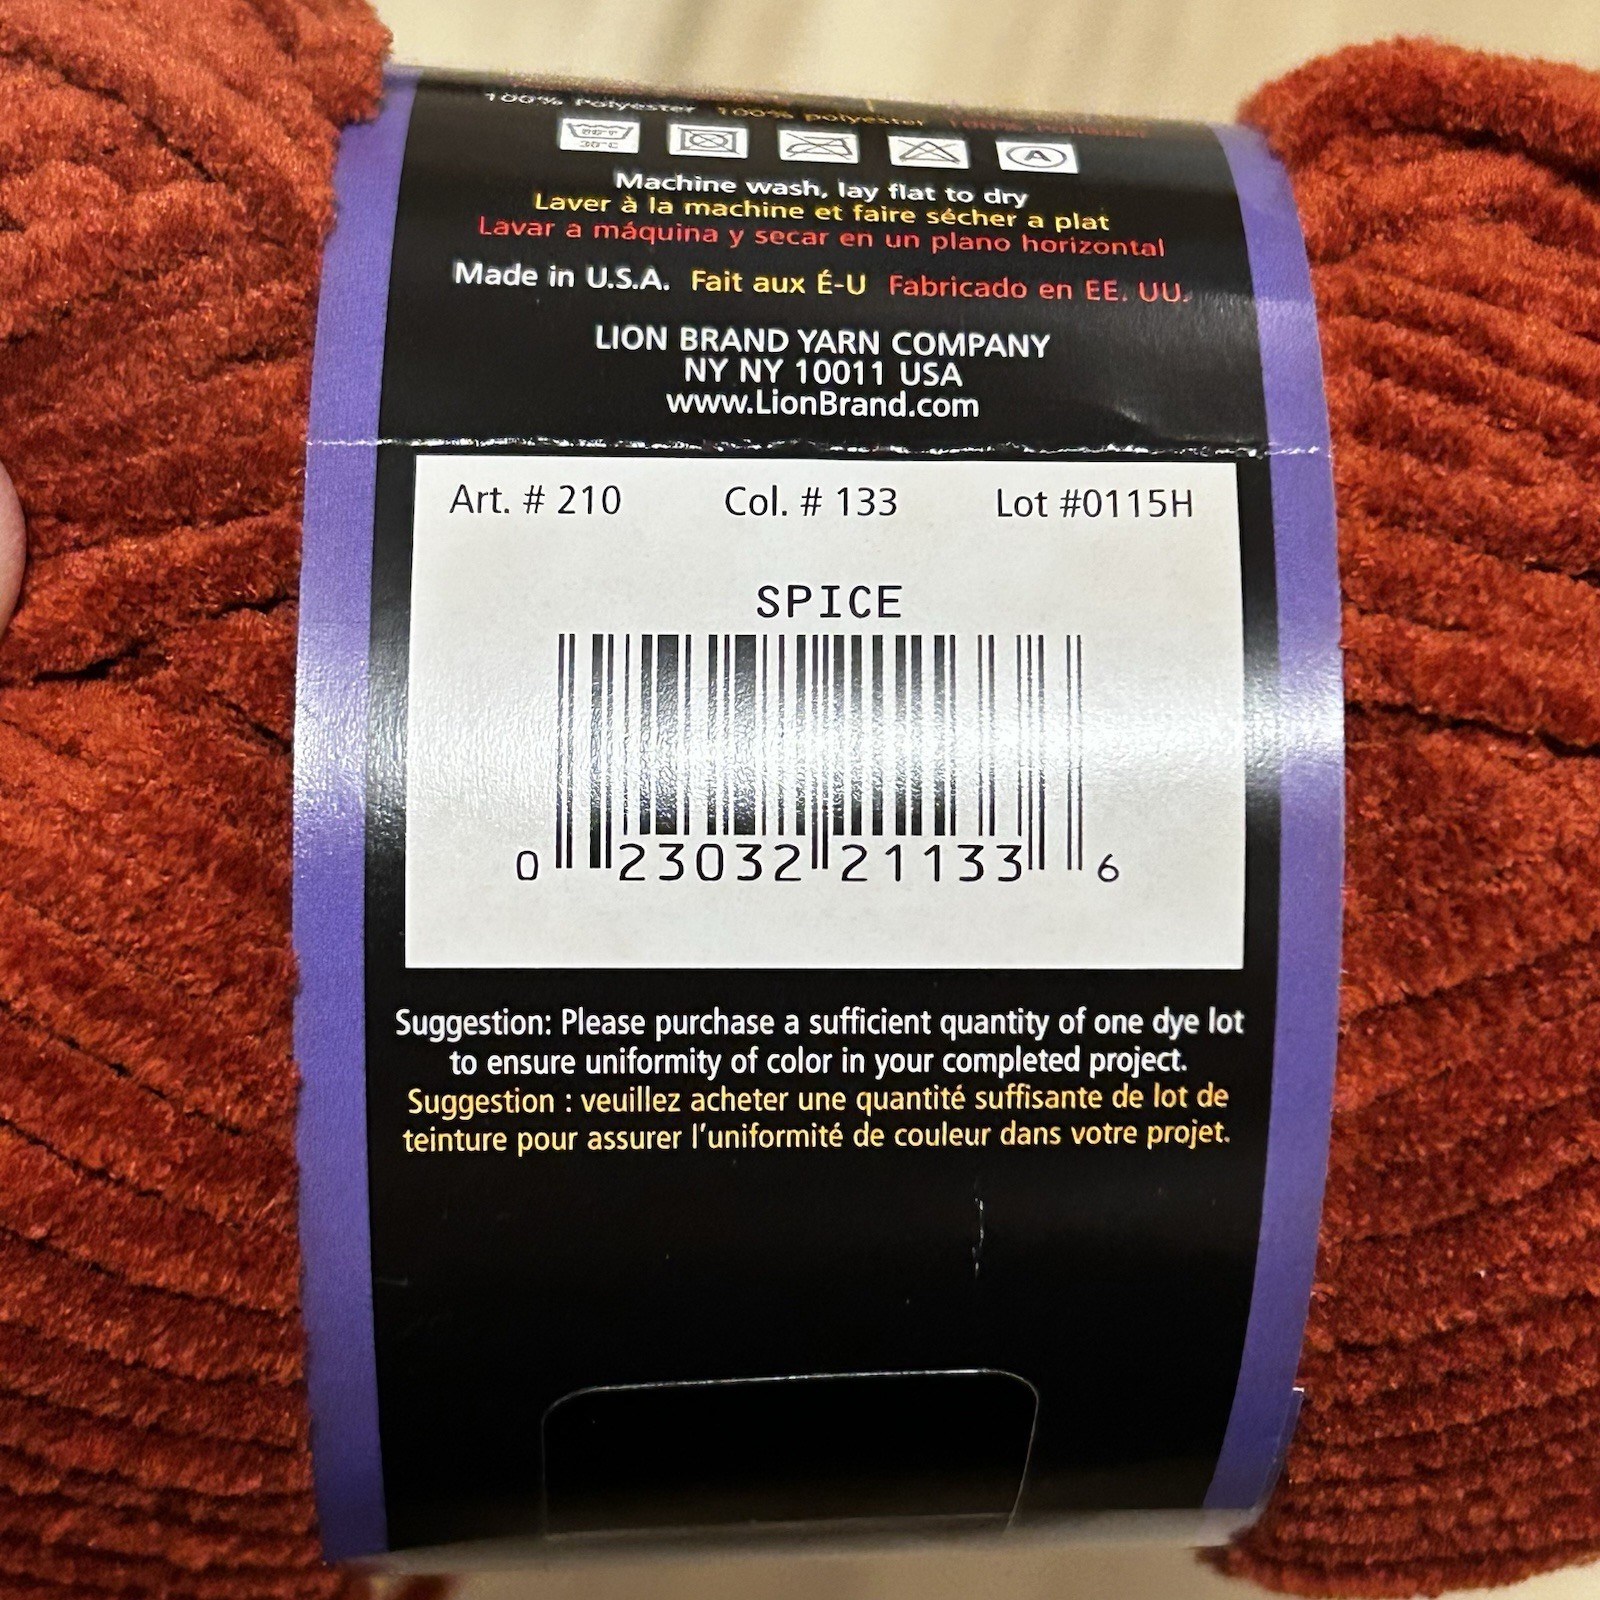 100% Polyester 100% polyester
30°C
A
Machine wash, lay flat to dry
Laver à la machine et faire sécher a plat
Lavar a máquina y secar en un plano horizontal
Made in U.S.A. Fait aux É-U Fabricado en EE. UU.
LION BRAND YARN COMPANY
NY NY 10011 USA
www.LionBrand.com
Art. # 210 Col. # 133 Lot #0115H
SPICE
0 23032 21133 6
Suggestion: Please purchase a sufficient quantity of one dye lot
to ensure uniformity of color in your completed project.
Suggestion : veuillez acheter une quantité suffisante de lot de
teinture pour assurer l'uniformité de couleur dans votre projet.